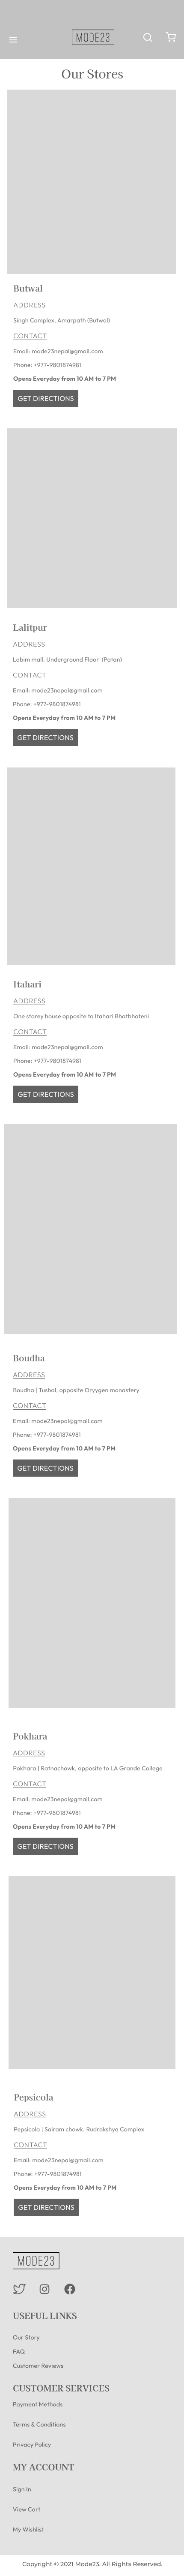 MODE23
Our Stores
Butwal
ADDRESS
Singh Complex, Amarpath (Butwal)
CONTACT
Email: mode23nepal@gmail.com
Phone: +977-9801874981
Opens Everyday from 10 AM to 7 PM
GET DIRECTIONS
Lalitpur
ADDRESS
Labim mall, Underground Floor (Patan)
CONTACT
Email: mode23nepal@gmail.com
Phone: +977-9801874981
Opens Everyday from 10 AM to 7 PM
GET DIRECTIONS
Itahari
ADDRESS
One storey house opposite to Itahari Bhatbhateni
CONTACT
Email: mode23nepal@gmail.com
Phone: +977-9801874981
Opens Everyday from 10 AM to 7 PM
GET DIRECTIONS
Boudha
ADDRESS
Boudha | Tushal, opposite Oryygen monastery
CONTACT
Email: mode23nepal@gmail.com
Phone: +977-9801874981
Opens Everyday from 10 AM to 7 PM
GET DIRECTIONS
Pokhara
ADDRESS
Pokhara | Ratnachowk, opposite to LA Grande College
CONTACT
Email: mode23nepal@gmail.com
Phone: +977-9801874981
Opens Everyday from 10 AM to 7 PM
GET DIRECTIONS
Pepsicola
ADDRESS
Pepsicola | Sairam chowk, Rudrakshya Complex
CONTACT
Email: mode23nepal@gmail.com
Phone: +977-9801874981
Opens Everyday from 10 AM to 7 PM
GET DIRECTIONS
MODE23
USEFUL LINKS
Our Story
FAQ
Customer Reviews
CUSTOMER SERVICES
Payment Methods
Terms & Conditions
Privacy Policy
MY ACCOUNT
Sign In
View Cart
My Wishlist
Copyright © 2021 Mode23. All Rights Reserved.